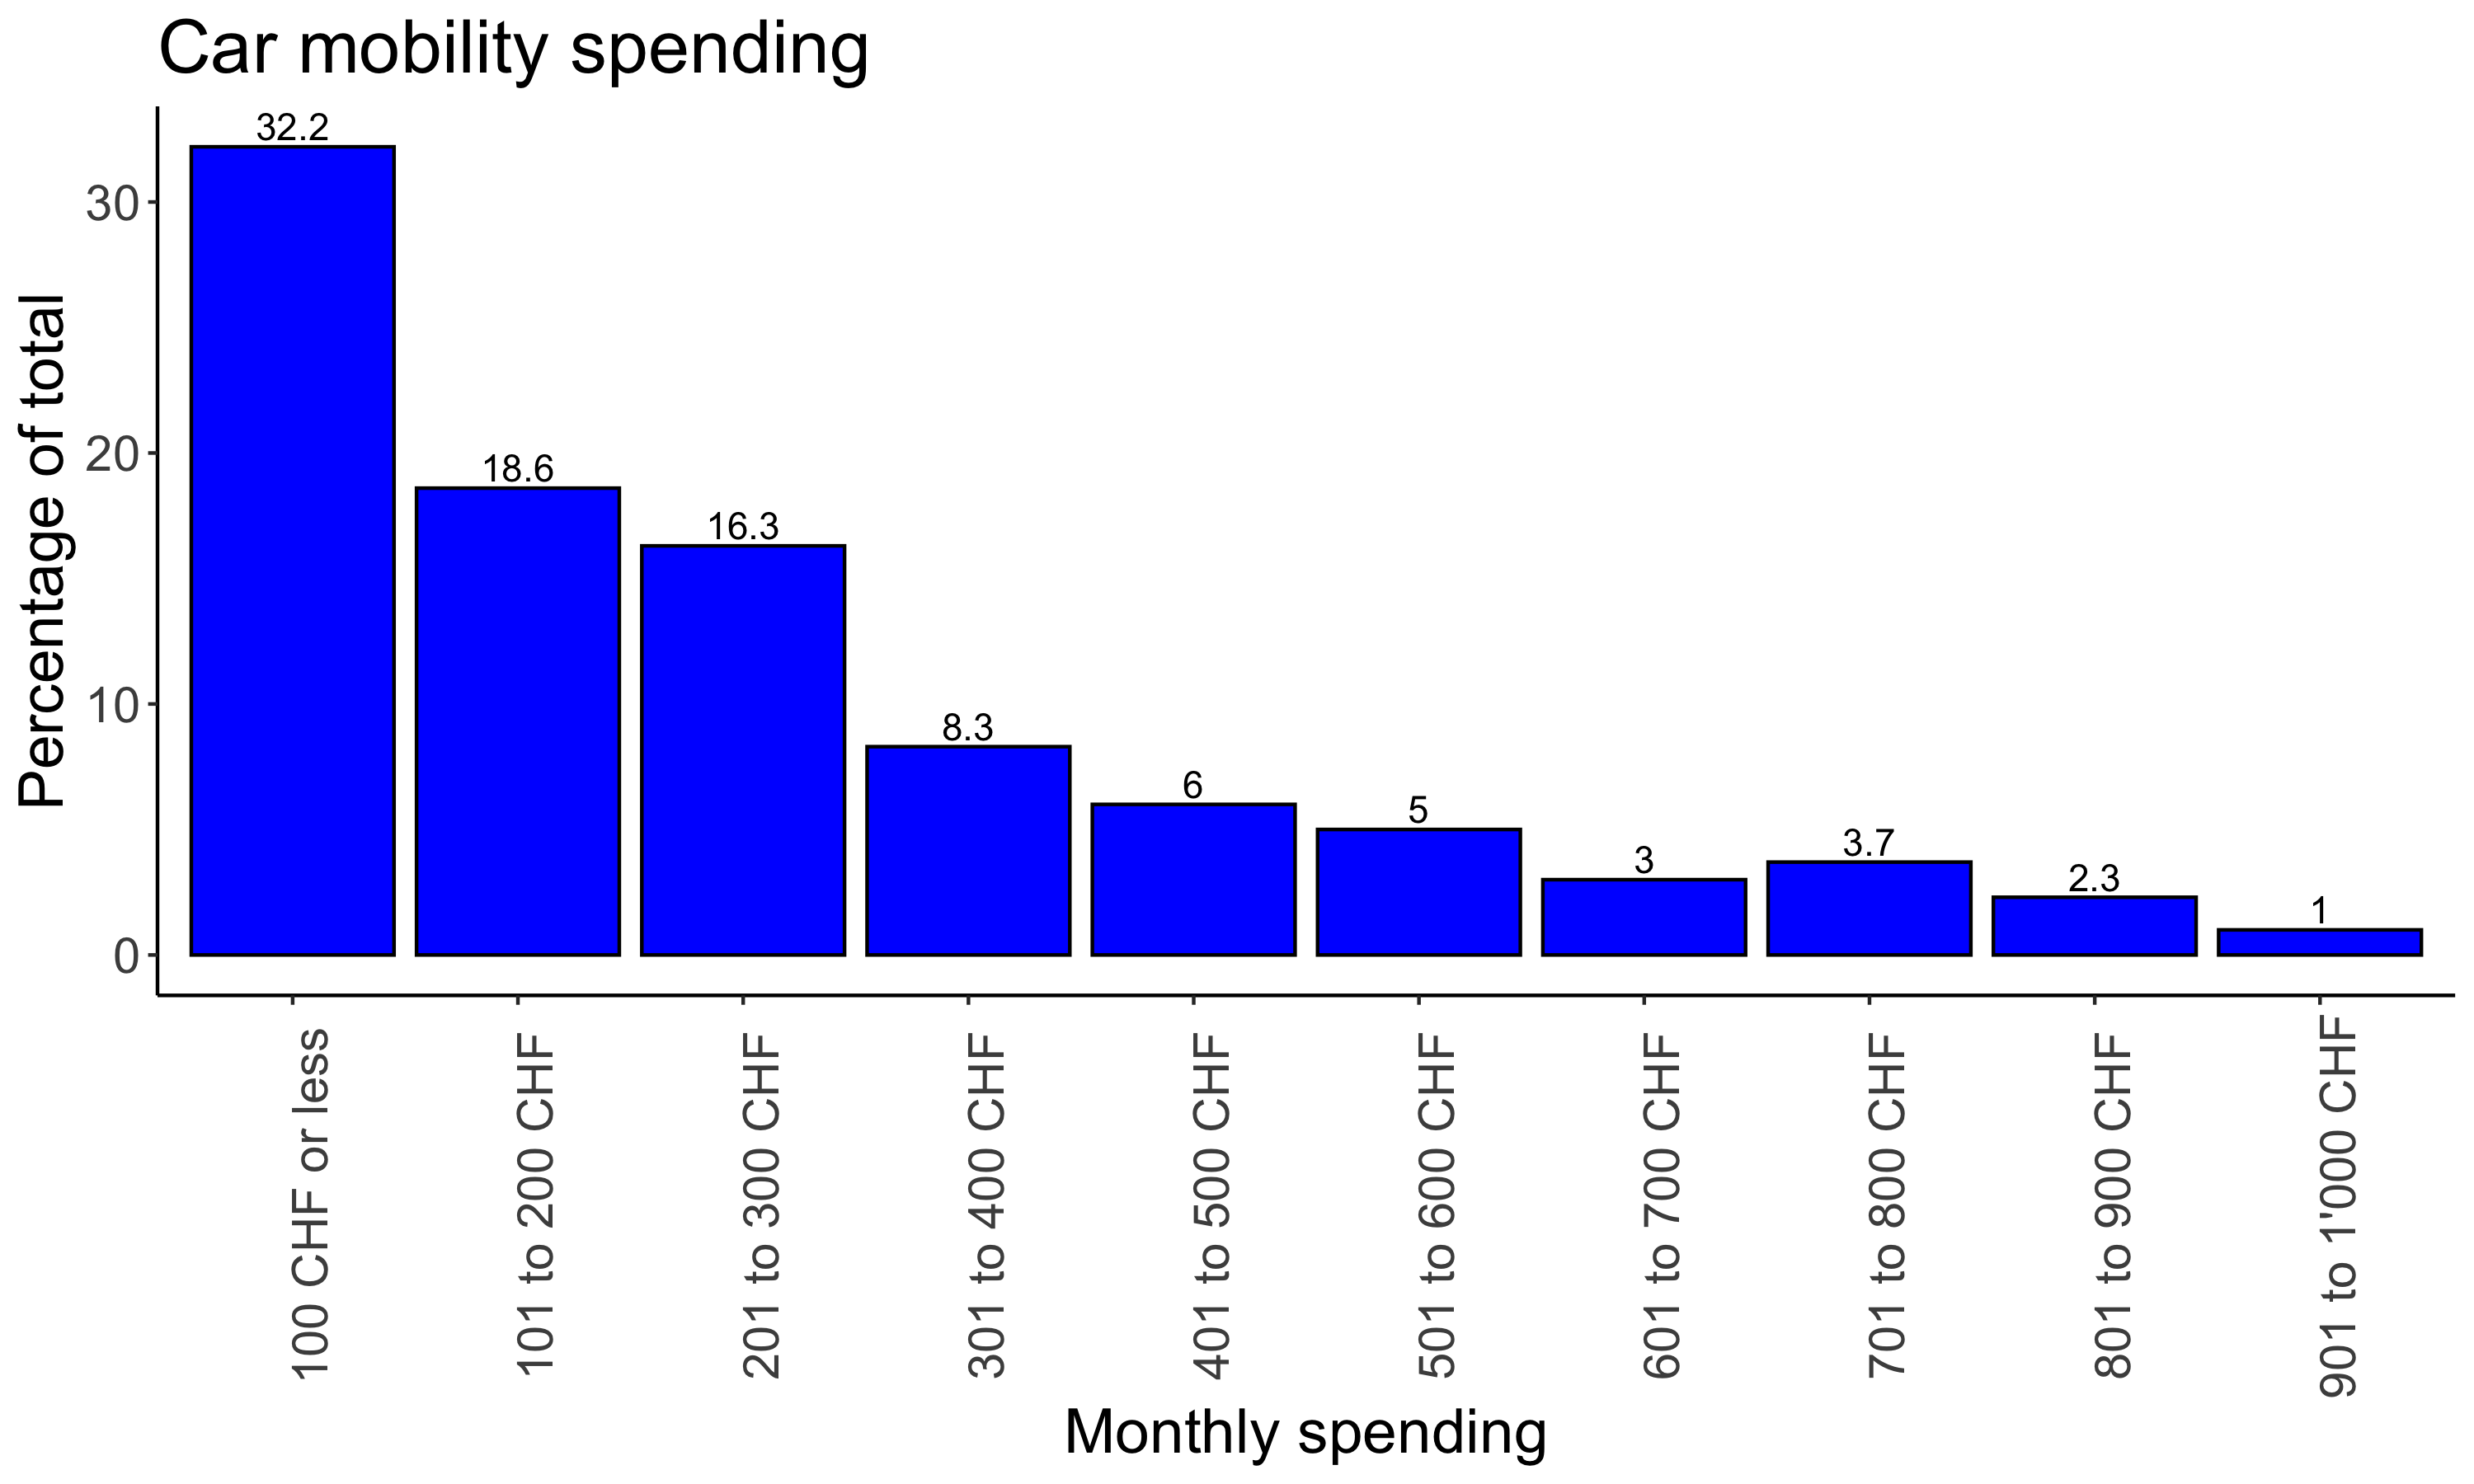 Car mobility spending
Percentage of total
30
20
10
0
32.2
18.6
16.3
8.3
6
5
3
3.7
2.3
1
100 CHF or less
101 to 200 CHF
201 to 300 CHF
301 to 400 CHF
401 to 500 CHF
501 to 600 CHF
601 to 700 CHF
701 to 800 CHF
801 to 900 CHF
901 to 1'000 CHF
Monthly spending